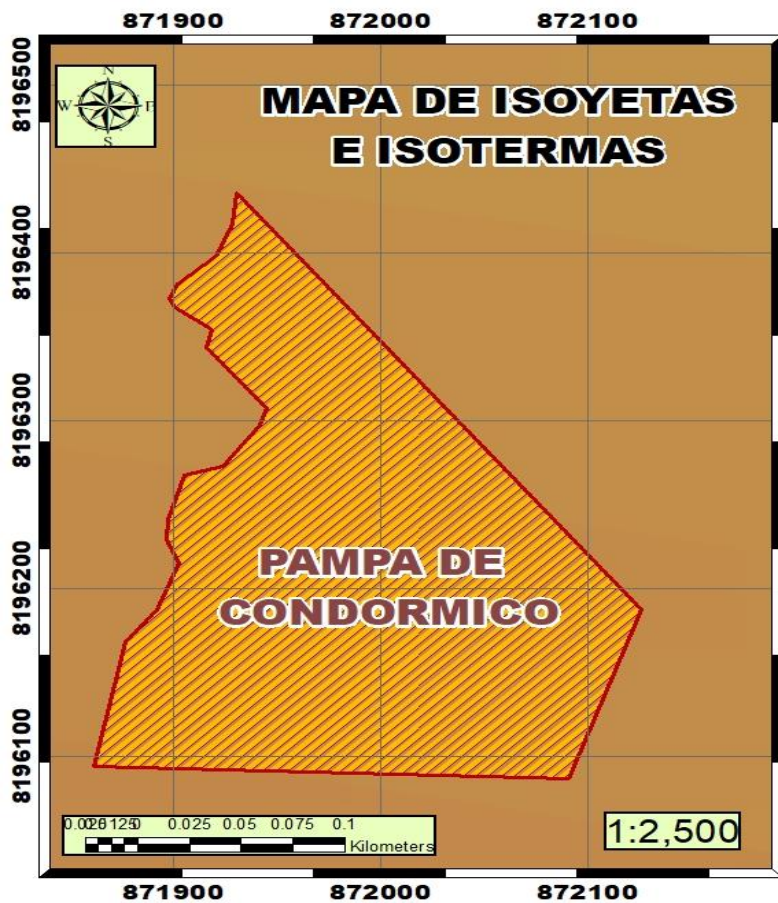 871900 872000 872100
8196500
N
W E
S
MAPA DE ISOYETAS
E ISOTERMAS
8196400
8196300
8196200
PAMPA DE
CONDORMICO
8196100
0 0.025 0.05 0.075 0.1
Kilometers
1:2,500
871900 872000 872100